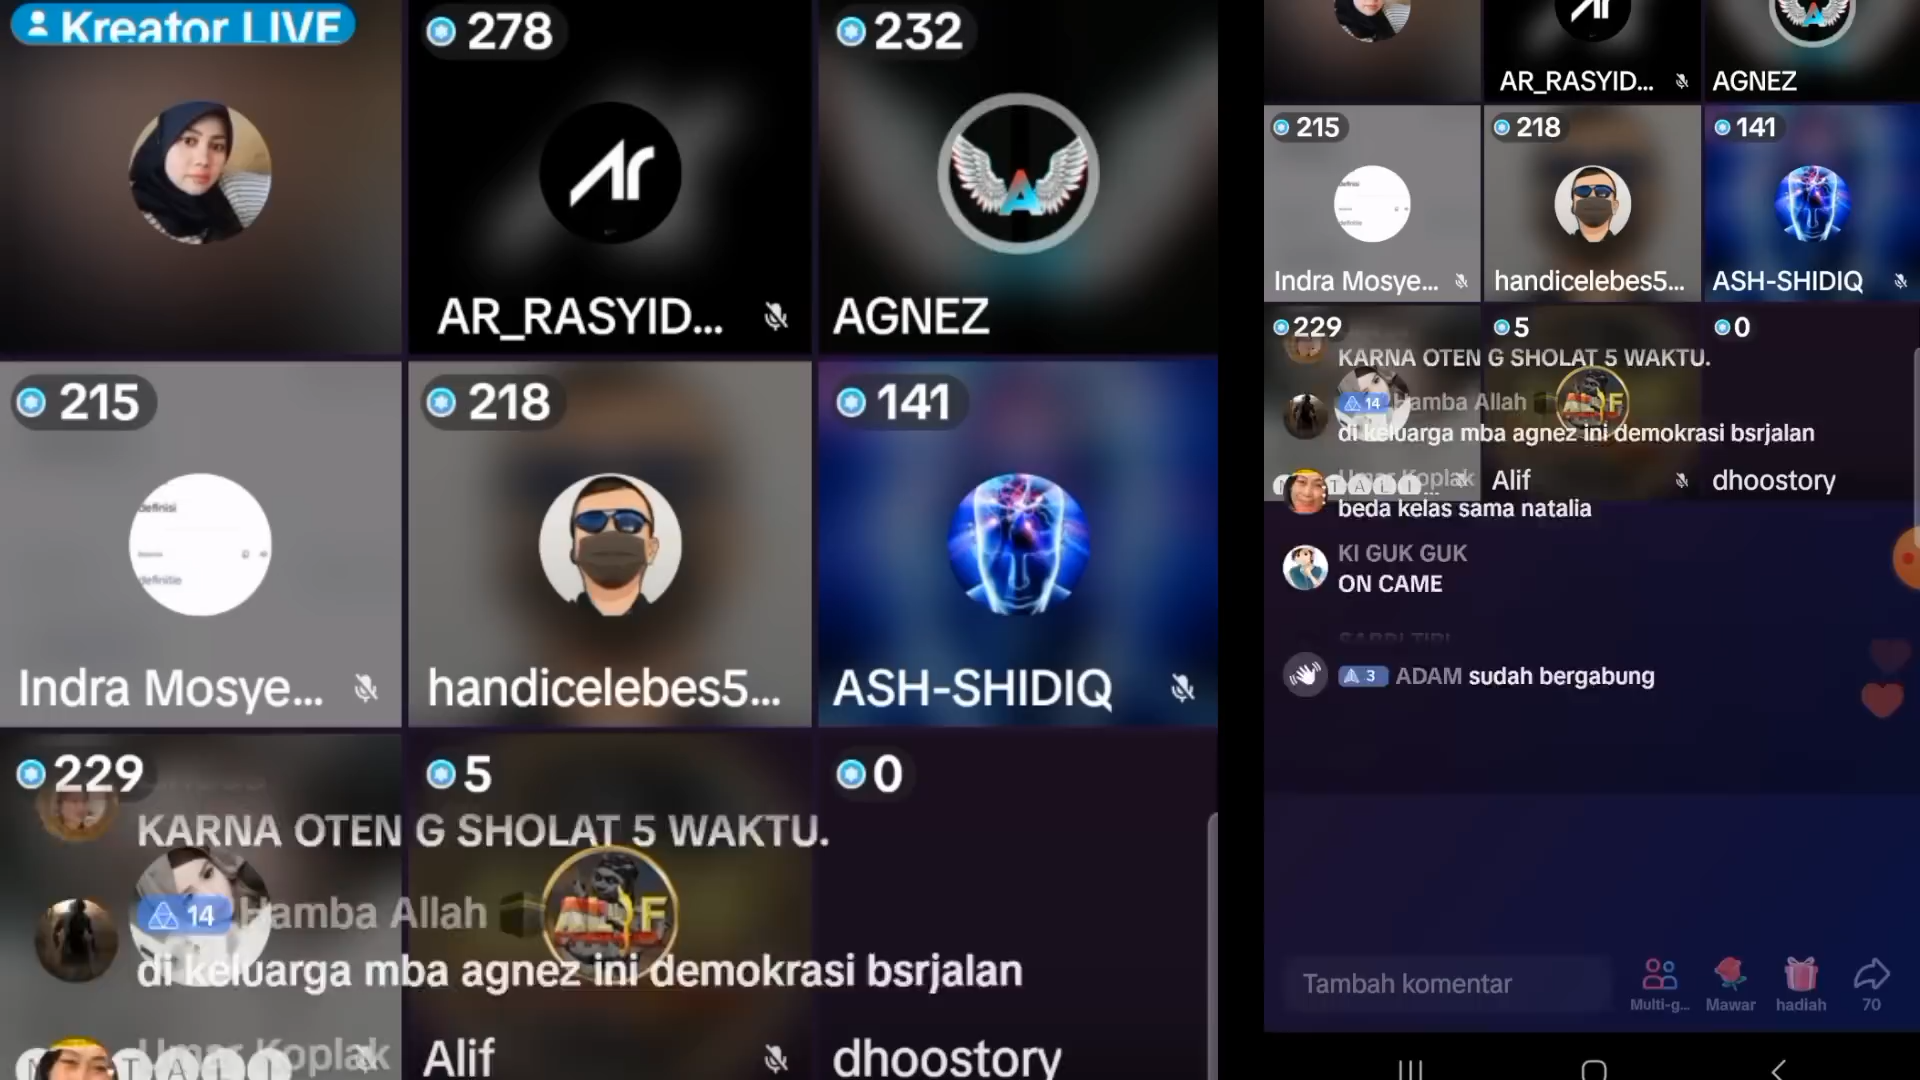 Kreator LIVE
278
232
AR_RASYID...
AGNEZ
215
218
141
Indra Mosye...
handicelebes5...
ASH-SHIDIQ
229
5
0
KARNA OTEN G SHOLAT 5 WAKTU.
14 Hamba Allah
di keluarga mba agnez ini demokrasi bsrjalan
Umar Koplak
Alif
dhoostory
AR_RASYID...
AGNEZ
215
218
141
Indra Mosye...
handicelebes5...
ASH-SHIDIQ
229
5
0
KARNA OTEN G SHOLAT 5 WAKTU.
14 Hamba Allah
di keluarga mba agnez ini demokrasi bsrjalan
Umar Koplak
Alif
dhoostory
beda kelas sama natalia
KI GUK GUK
ON CAME
3 ADAM sudah bergabung
Tambah komentar
Multi-g...
Mawar
hadiah
70